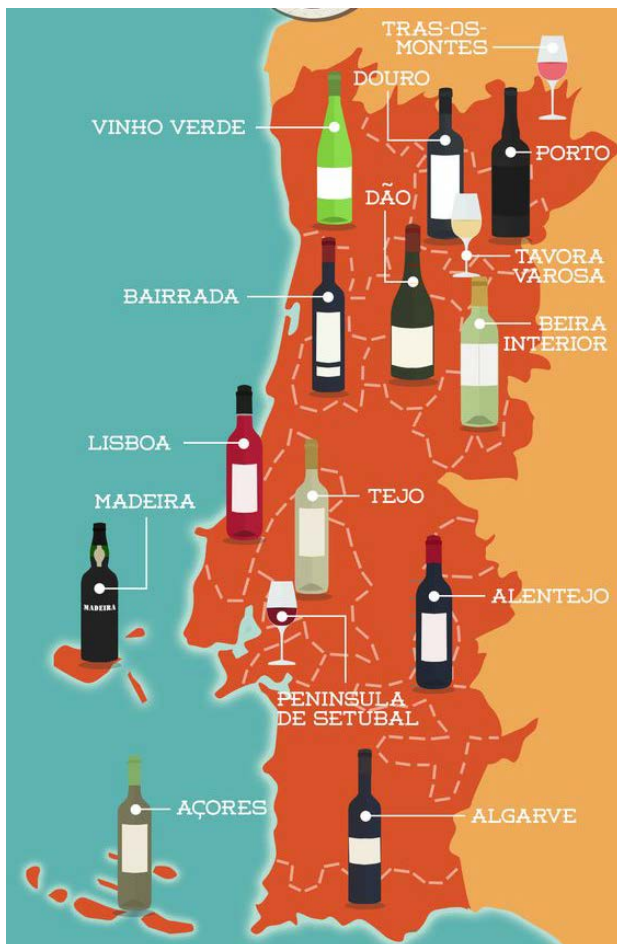 TRAS-OS-
MONTES
DOURO
VINHO VERDE
PORTO
DÃO
TAVORA
VAROSA
BAIRRADA
BEIRA
INTERIOR
LISBOA
TEJO
MADEIRA
ALENTEJO
MADEIRA
PENINSULA
DE SETUBAL
AÇORES
ALGARVE